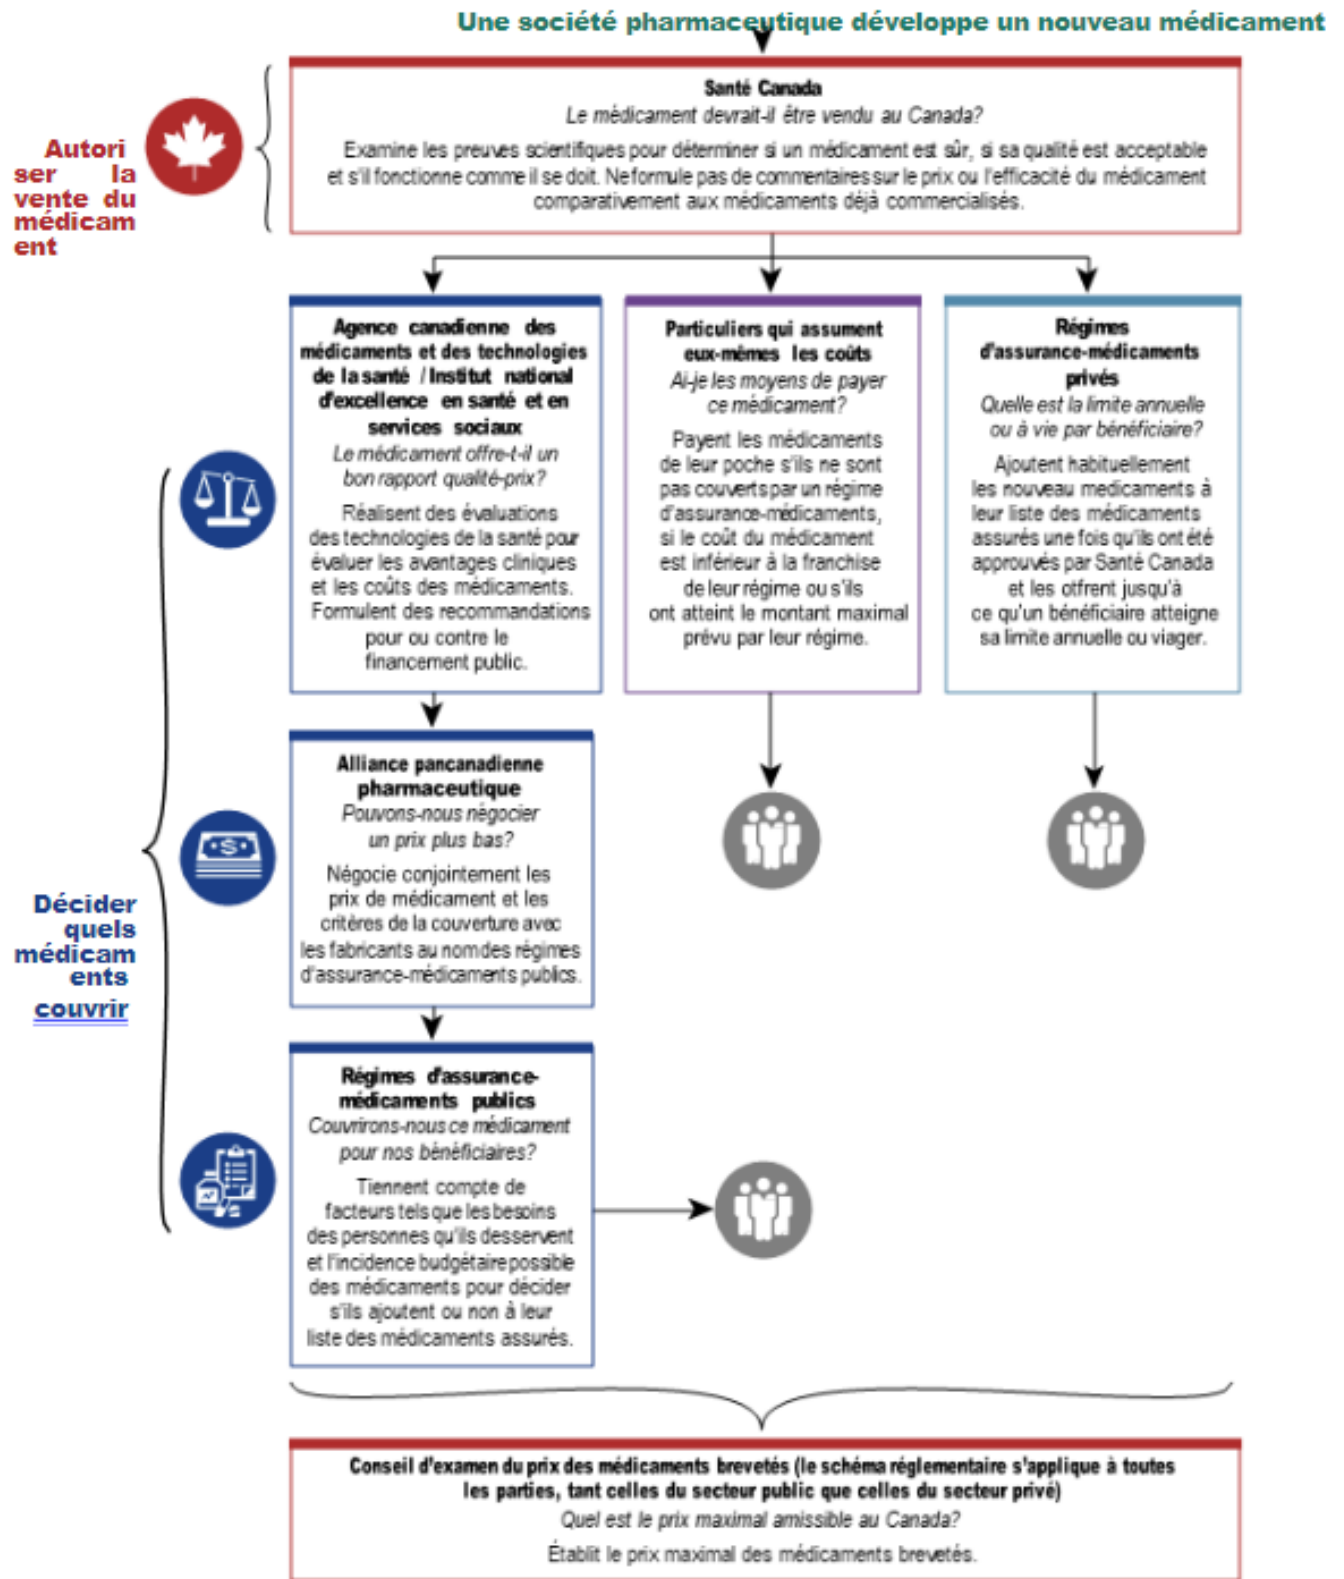 Une société pharmaceutique développe un nouveau médicament
Santé Canada
Le médicament devrait-il être vendu au Canada?
Examine les preuves scientifiques pour déterminer si un médicament est sûr, si sa qualité est acceptable
et s'il fonctionne comme il se doit. Ne formule pas de commentaires sur le prix ou l'efficacité du médicament
comparativement aux médicaments déjà commercialisés.
Autori
ser la
vente du
médicam
ent
Agence canadienne des
médicaments et des technologies
de la santé / Institut national
d'excellence en santé et en
services sociaux
Le médicament offre-t-il un
bon rapport qualité-prix?
Réalisent des évaluations
des technologies de la santé pour
évaluer les avantages cliniques
et les coûts des médicaments.
Formulent des recommandations
pour ou contre le
financement public.
Particuliers qui assument
eux-mêmes les coûts
Ai-je les moyens de payer
ce médicament?
Payent les médicaments
de leur poche s'ils ne sont
pas couverts par un régime
d'assurance-médicaments,
si le coût du médicament
est inférieur à la franchise
de leur régime ou s'ils
ont atteint le montant maximal
prévu par leur régime.
Régimes
d'assurance-médicaments
privés
Quelle est la limite annuelle
ou à vie par bénéficiaire?
Ajoutent habituellement
les nouveau medicaments à
leur liste des médicaments
assurés une fois qu'ils ont été
approuvés par Santé Canada
et les otfrent jusqu'à
ce qu'un bénéficiaire atteigne
sa limite annuelle ou viager.
Décider
quels
médicam
ents
couvrir
Alliance pancanadienne
pharmaceutique
Pouvons-nous négocier
un prix plus bas?
Négocie conjointement les
prix de médicament et les
critères de la couverture avec
les fabricants au nom des régimes
d'assurance-médicaments publics.
Régimes d'assurance-
médicaments publics
Couvrirons-nous ce médicament
pour nos bénéficiaires?
Tiennent compte de
facteurs tels que les besoins
des personnes qu'ils desservent
et l'incidence budgétaire possible
des médicaments pour décider
s'ils ajoutent ou non à leur
liste des médicaments assurés.
Conseil d'examen du prix des médicaments brevetés (le schéma réglementaire s'applique à toutes
les parties, tant celles du secteur public que celles du secteur privé)
Quel est le prix maximal amissible au Canada?
Établit le prix maximal des médicaments brevetés.